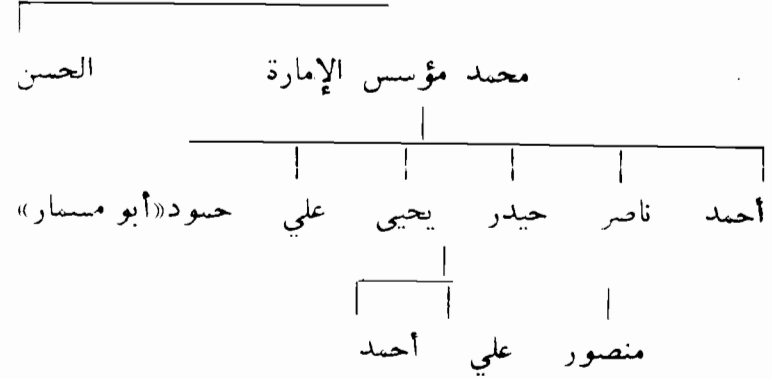 محمد مؤسس الإمارة الحسن
أحمد ناصر حيدر يحيى علي حمود «أبو مسمار»
منصور علي أحمد